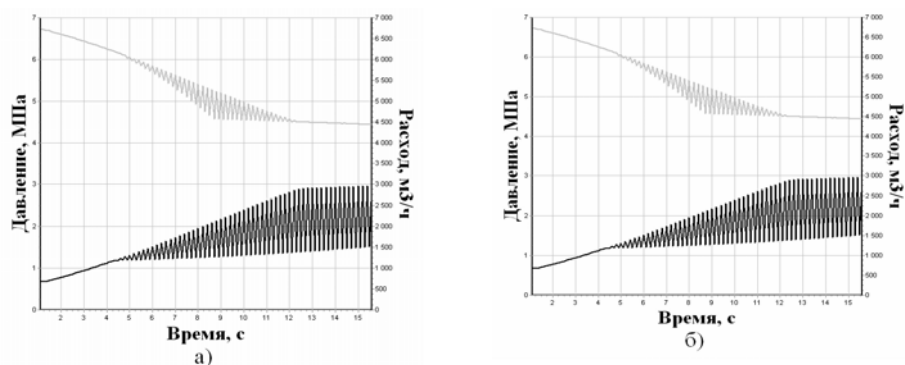 7 6 5 4 3 2 1 0
Давление, МПа
7 000 6 500 6 000 5 500 5 000 4 500 4 000 3 500 3 000 2 500 2 000 1 500 1 000 500 0
Расход, м3/ч
2 3 4 5 6 7 8 9 10 11 12 13 14 15
Время, с
а)
7 6 5 4 3 2 1 0
Давление, МПа
7 000 6 500 6 000 5 500 5 000 4 500 4 000 3 500 3 000 2 500 2 000 1 500 1 000 500 0
Расход, м3/ч
2 3 4 5 6 7 8 9 10 11 12 13 14 15
Время, с
б)